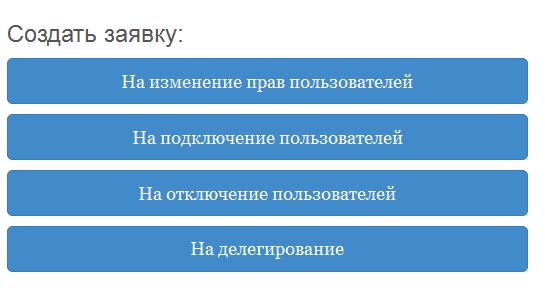 Создать заявку:
На изменение прав пользователей
На подключение пользователей
На отключение пользователей
На делегирование